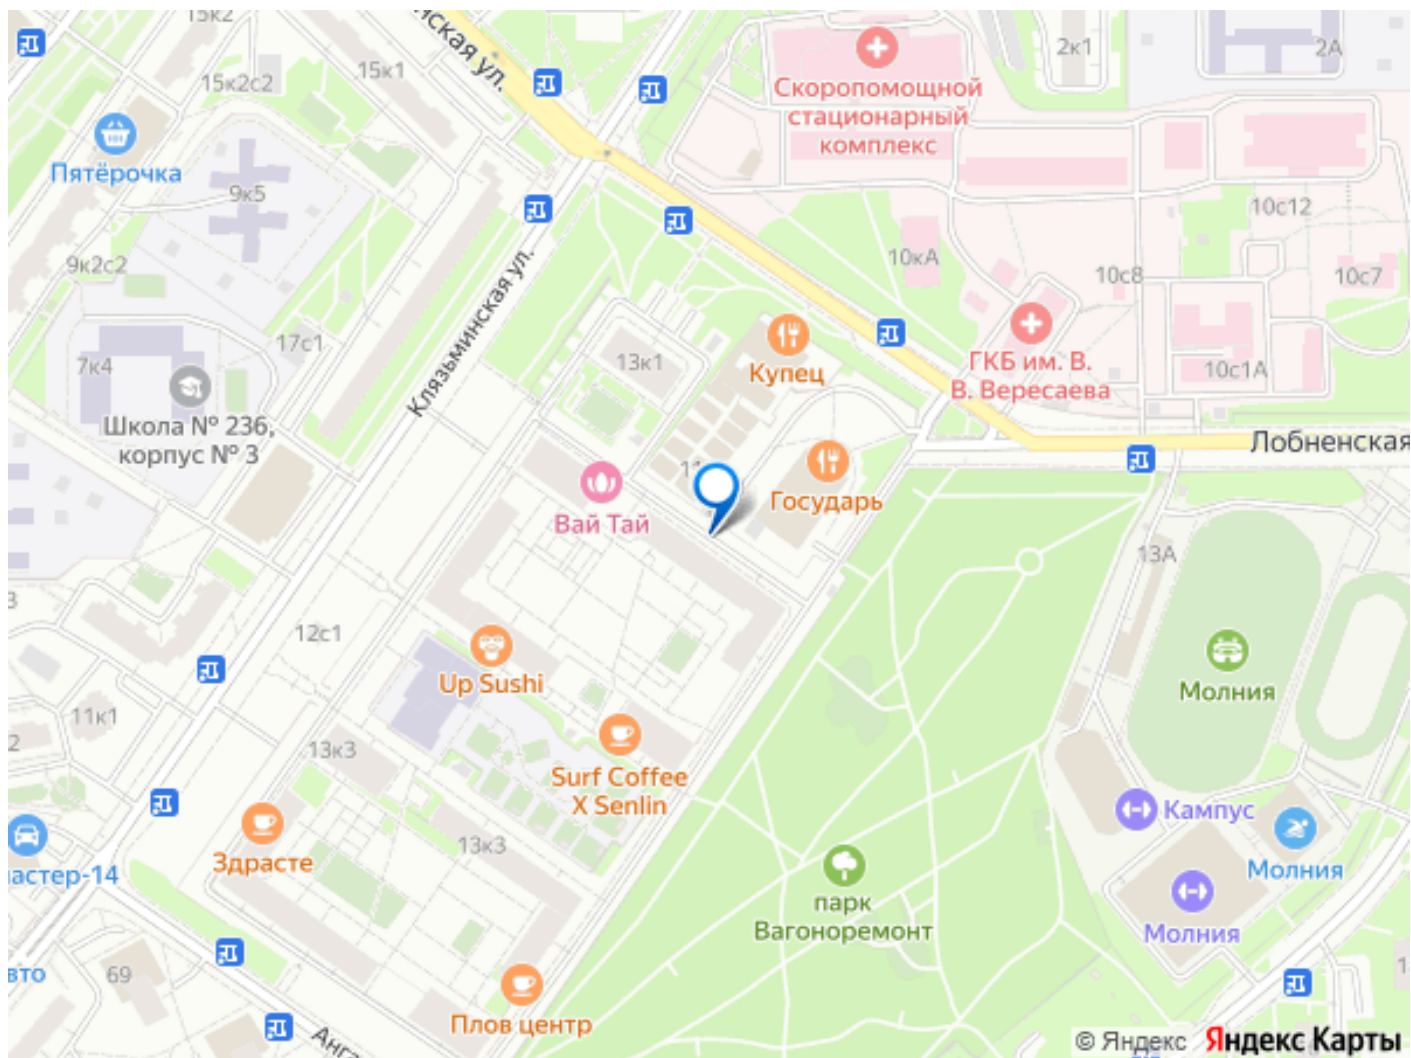 15к2
нская ул.
2к1
2А
15к1
15к2с2
Скоропомощной
стационарный
комплекс
Пятёрочка
9к5
10с12
Клязьминская ул.
10кА
9к2с2
10с8
10с7
17с1
7к4
13к1
Купец
ГКБ им. В.
В. Вересаева
10с1А
Школа № 236,
корпус № 3
Лобненская
Государь
Вай Тай
13А
12с1
Up Sushi
Молния
11к1
2
13к3
Surf Coffee
X Senlin
Кампус
Здрасте
13к3
астер-14
Молния
парк
Вагоноремонт
Молния
вто
69
Плов центр
Анга
© Яндекс Яндекс Карты